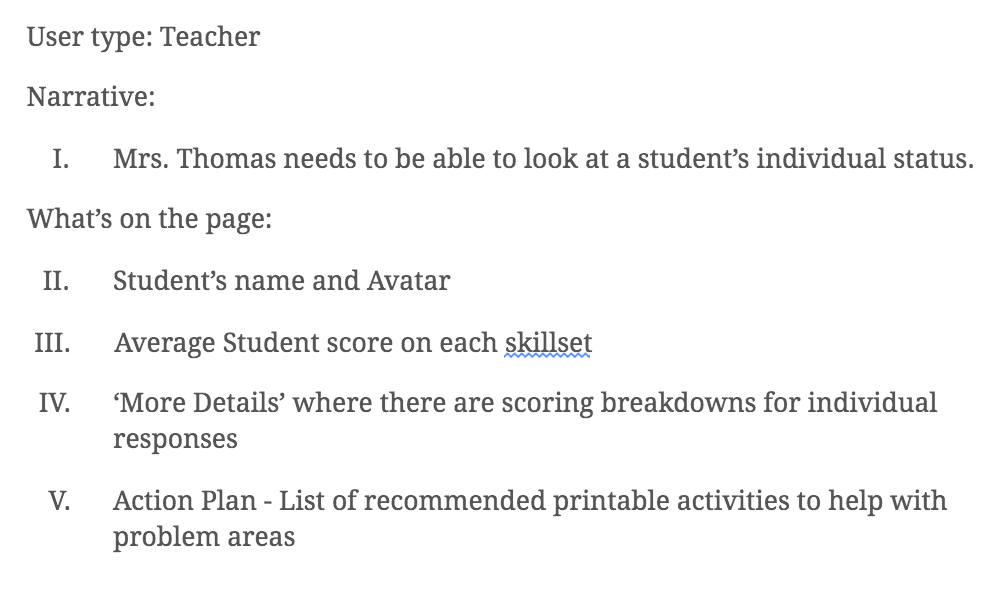 User type: Teacher
Narrative:
I. Mrs. Thomas needs to be able to look at a student’s individual status.
What’s on the page:
II. Student’s name and Avatar
III. Average Student score on each skillset
IV. ‘More Details’ where there are scoring breakdowns for individual
responses
V. Action Plan - List of recommended printable activities to help with
problem areas